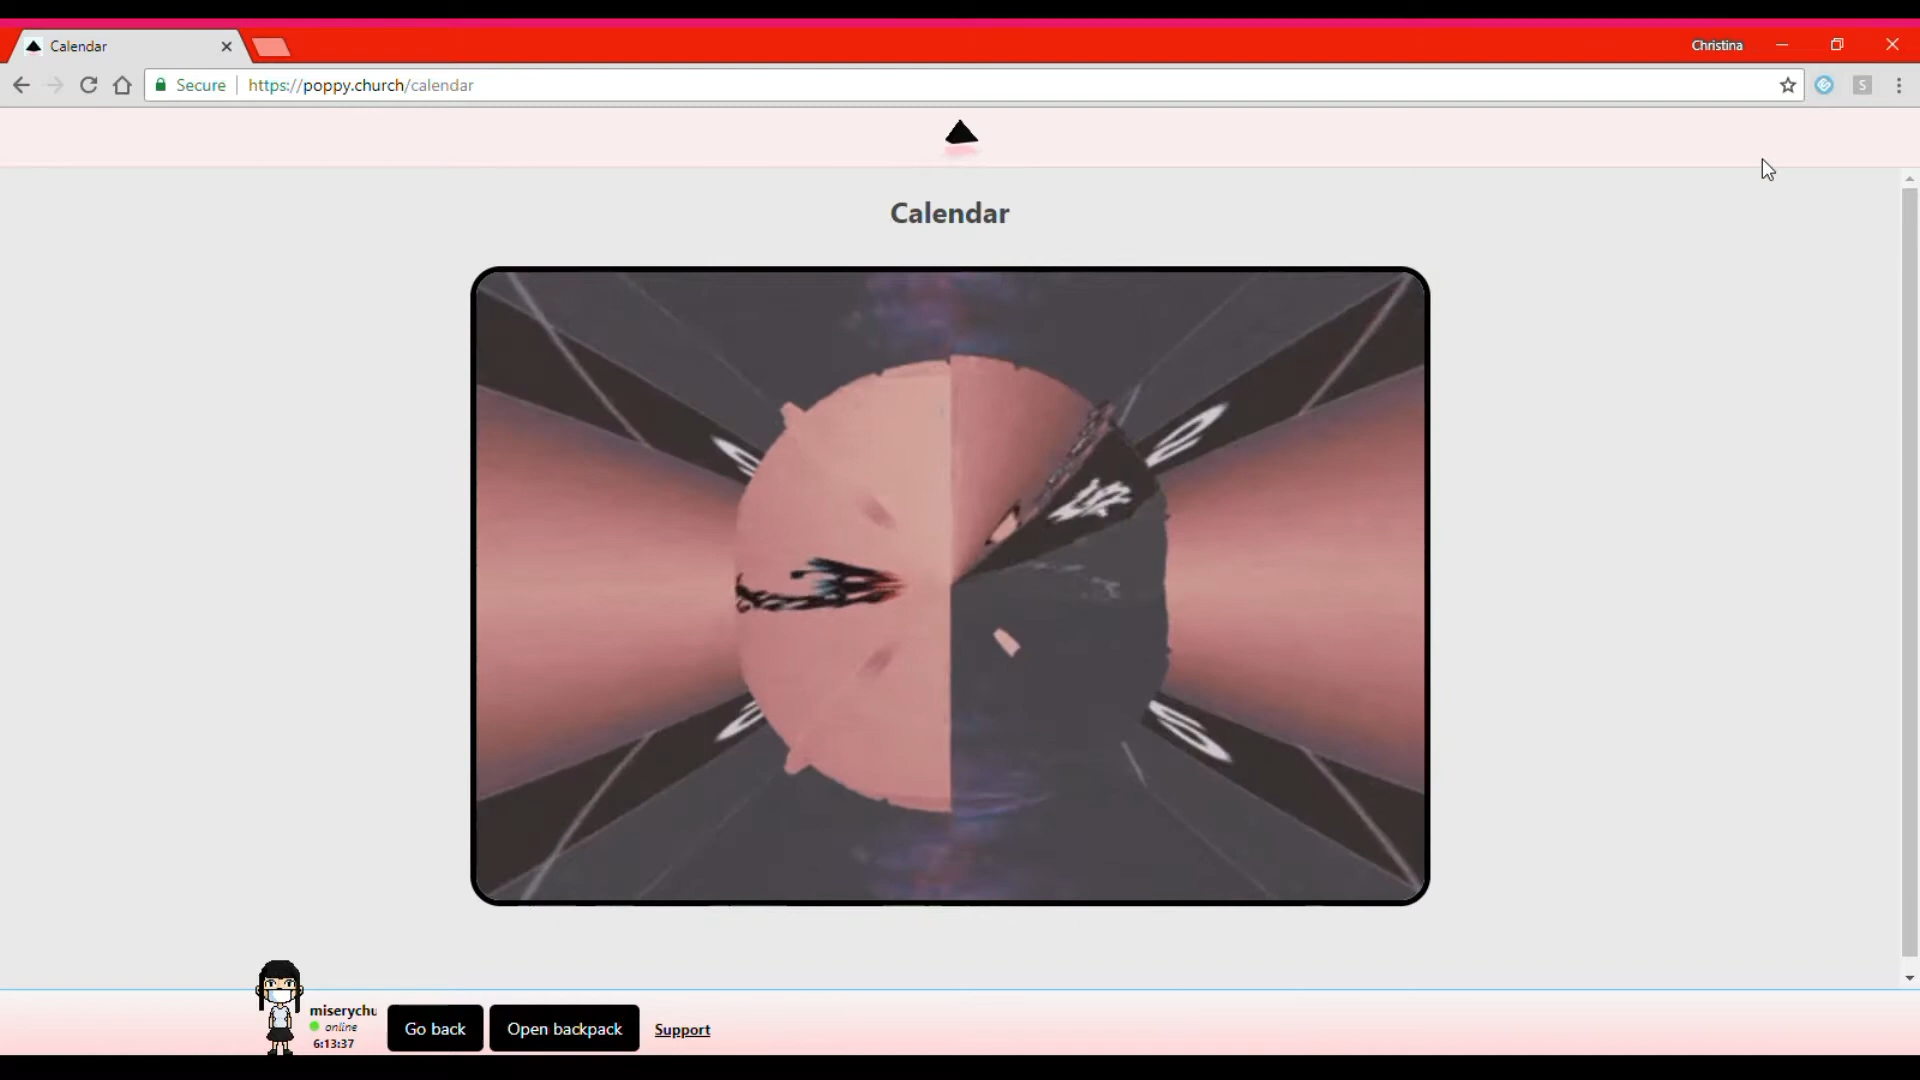 Calendar
Christina
Secure
https://poppy.church/calendar
S
Calendar
miserychu
online
6:13:37
Go back
Open backpack
Support